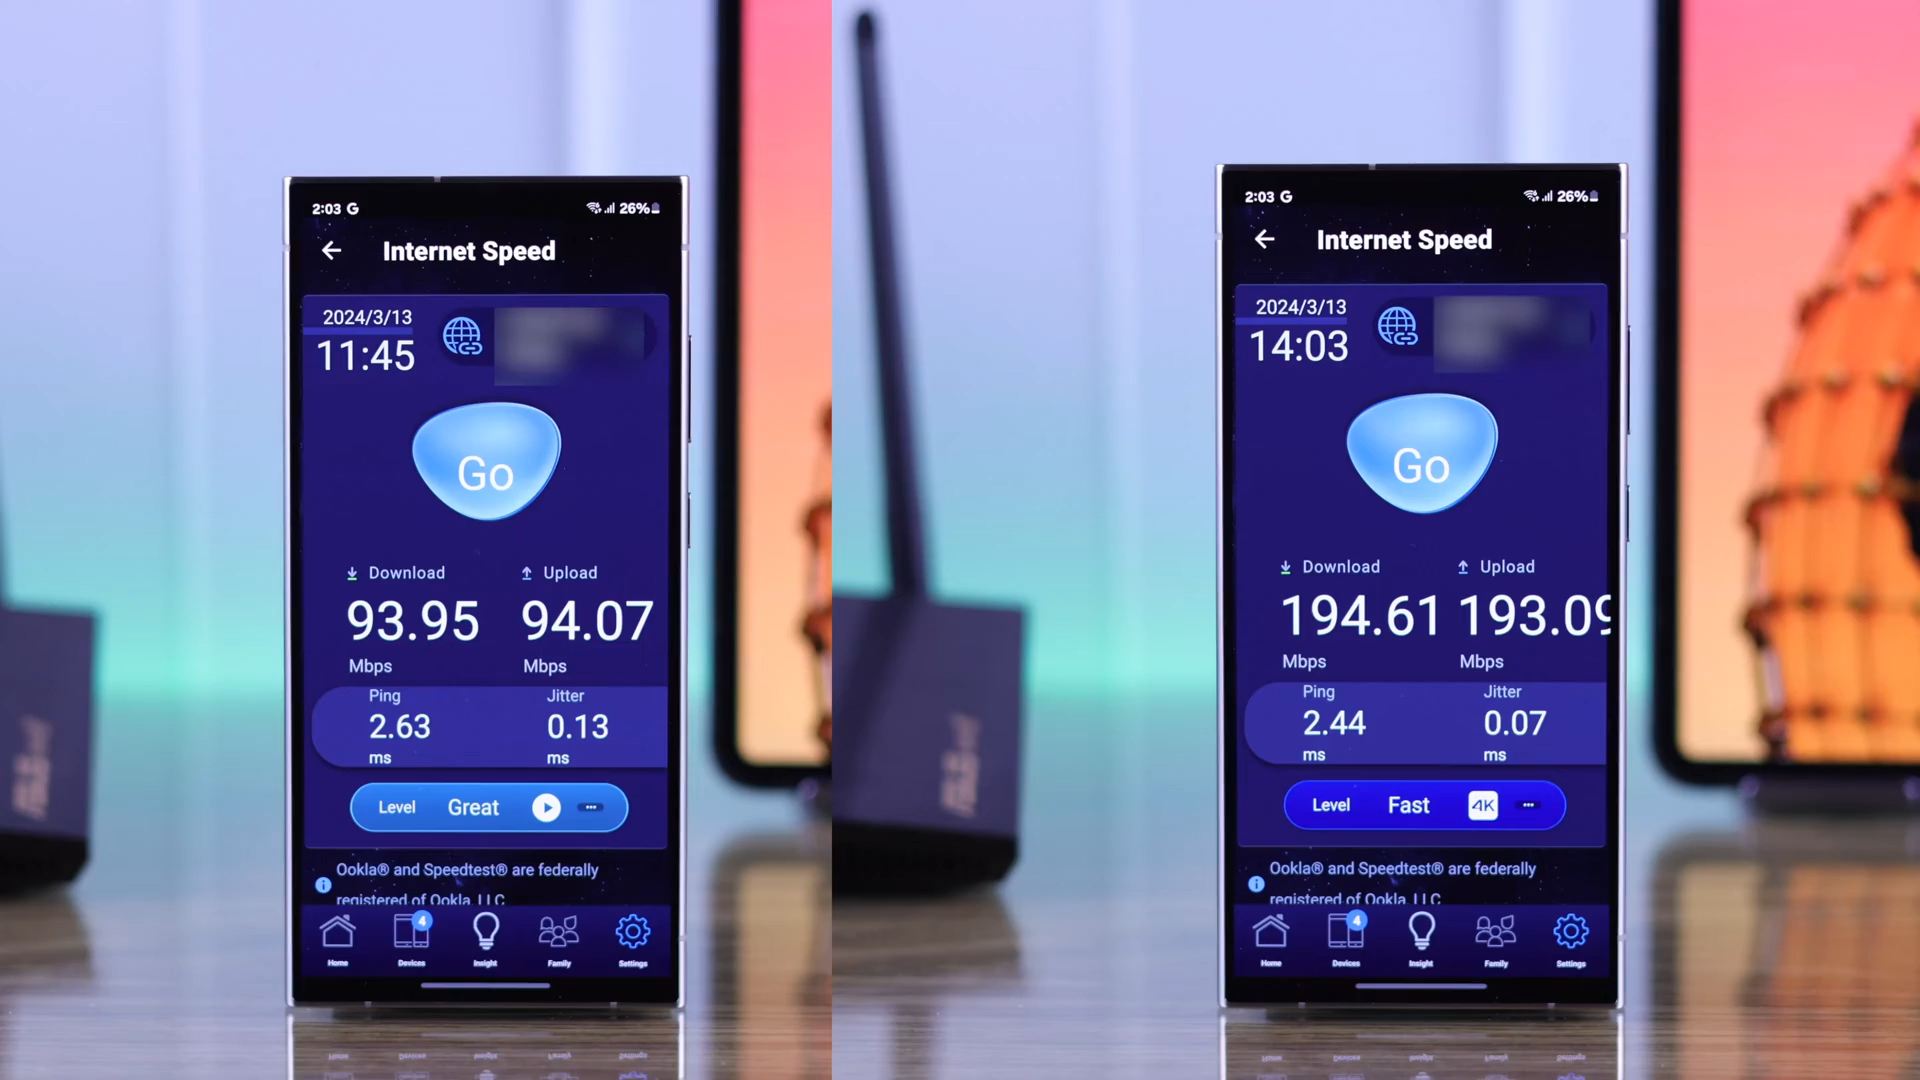 2:03 G
26%
Internet Speed
2024/3/13
11:45
Go
Download
Upload
93.95
94.07
Mbps
Mbps
Ping
Jitter
2.63
0.13
ms
ms
Level
Great
Ookla® and Speedtest® are federally
registered of Ookla, LLC
4
Home
Devices
Insight
Family
Settings
2:03 G
26%
Internet Speed
2024/3/13
14:03
Go
Download
Upload
194.61
193.09
Mbps
Mbps
Ping
Jitter
2.44
0.07
ms
ms
Level
Fast
4K
Ookla® and Speedtest® are federally
registered of Ookla, LLC
4
Home
Devices
Insight
Family
Settings